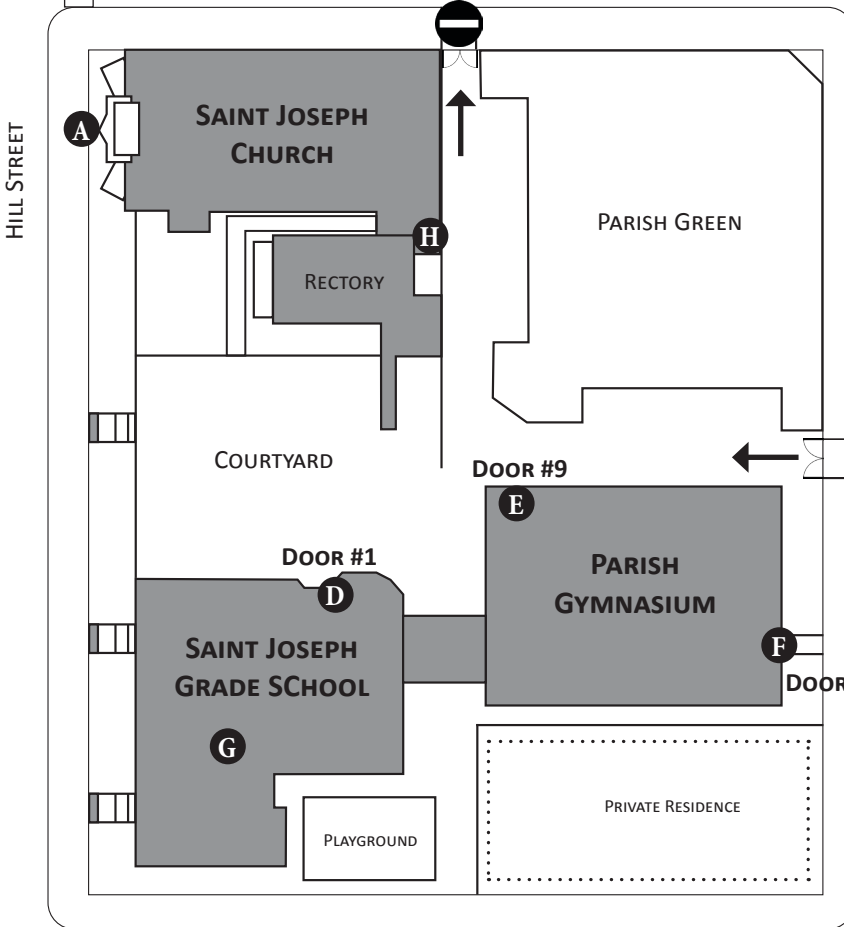 HILL STREET
A
SAINT JOSEPH
CHURCH
PARISH GREEN
H
RECTORY
COURTYARD
DOOR #9
E
DOOR #1
D
PARISH
GYMNASIUM
SAINT JOSEPH
GRADE SCHOOL
F
DOOR
G
PRIVATE RESIDENCE
PLAYGROUND